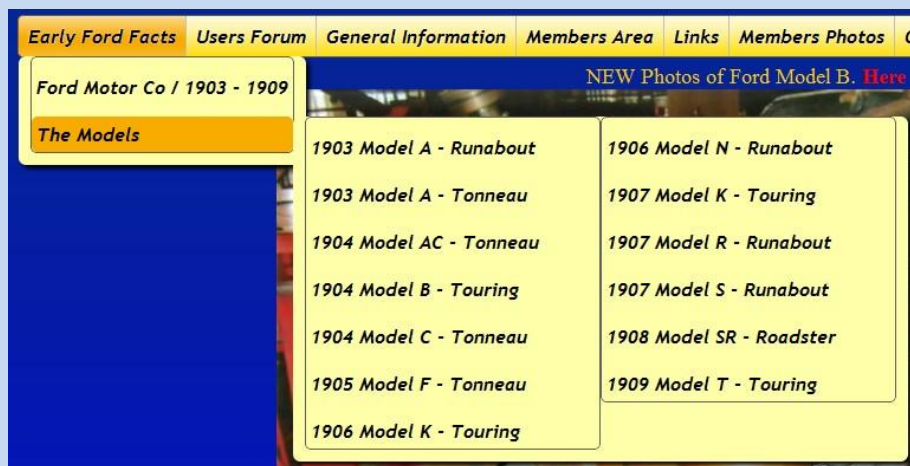 Early Ford Facts Users Forum General Information Members Area Links Members Photos
NEW Photos of Ford Model B. Here
Ford Motor Co / 1903 - 1909
The Models
1903 Model A - Runabout
1903 Model A - Tonneau
1904 Model AC - Tonneau
1904 Model B - Touring
1904 Model C - Tonneau
1905 Model F - Tonneau
1906 Model K - Touring
1906 Model N - Runabout
1907 Model K - Touring
1907 Model R - Runabout
1907 Model S - Runabout
1908 Model SR - Roadster
1909 Model T - Touring